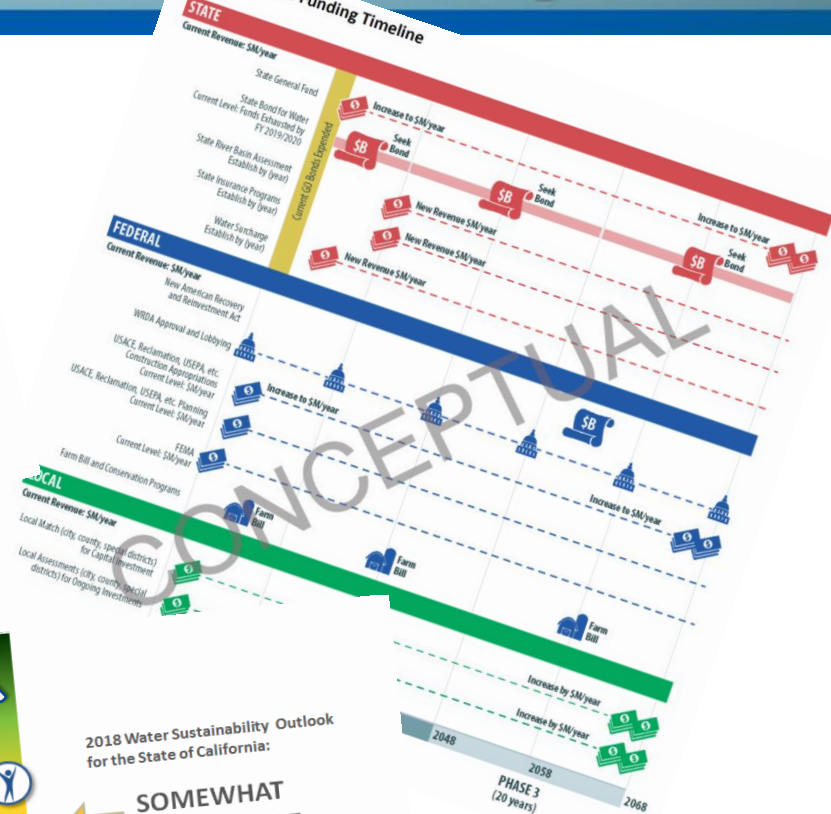 Funding Timeline
STATE
Current Revenue: $M/year
State General Fund
State Bond for Water
Current Level: Funds Exhausted by
FY 2019/2020
State River Basin Assessment
Establish by (year)
State Insurance Programs
Establish by (year)
Water Surcharge
Establish by (year)
Current GO Bonds Expended
Increase to $M/year
$B
Seek
Bond
$B
Seek
Bond
Increase to $M/year
$B
Seek
Bond
New Revenue $M/year
New Revenue $M/year
New Revenue $M/year
FEDERAL
Current Revenue: $M/year
New American Recovery
and Reinvestment Act
WRDA Approval and Lobbying
USACE, Reclamation, USEPA, etc.
Construction Appropriations
Current Level: $M/year
USACE, Reclamation, USEPA, etc. Planning
Current Level: $M/year
FEMA
Current Level: $M/year
Farm Bill and Conservation Programs
Increase to $M/year
$B
Increase to $M/year
Farm
Bill
Farm
Bill
Farm
Bill
CONCEPTUAL
LOCAL
Current Revenue: $M/year
Local Match (city, county, special districts)
for Capital Investment
Local Assessments (city, county, special
districts) for Ongoing Investments
Increase by $M/year
Increase by $M/year
2048
2058
2068
PHASE 3
(20 years)
2018 Water Sustainability Outlook
for the State of California:
SOMEWHAT